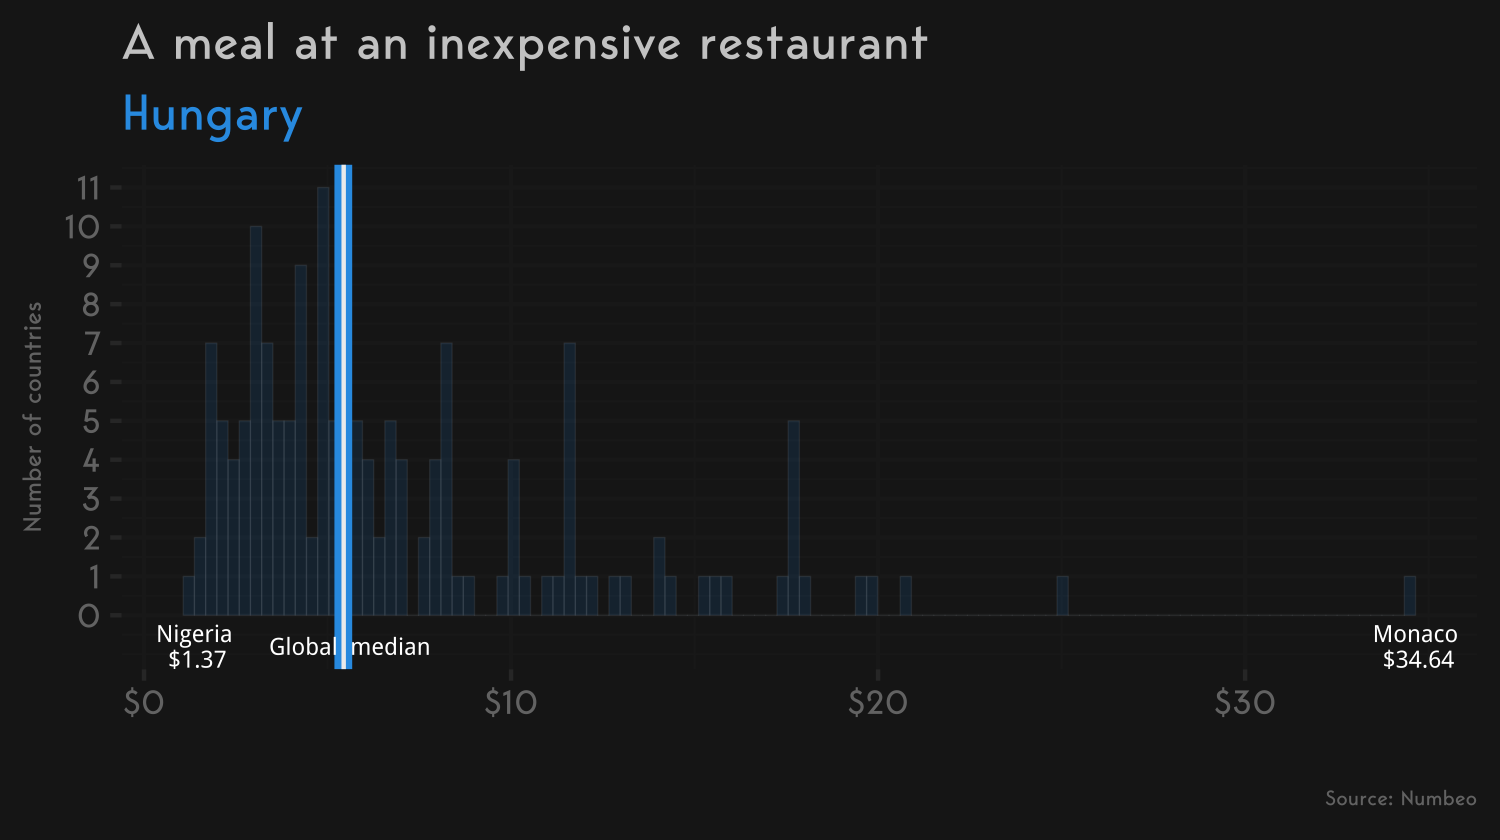 A meal at an inexpensive restaurant
Hungary
Number of countries
11
10
9
8
7
6
5
4
3
2
1
0
Nigeria
$1.37
Global median
Monaco
$34.64
$0
$10
$20
$30
Source: Numbeo